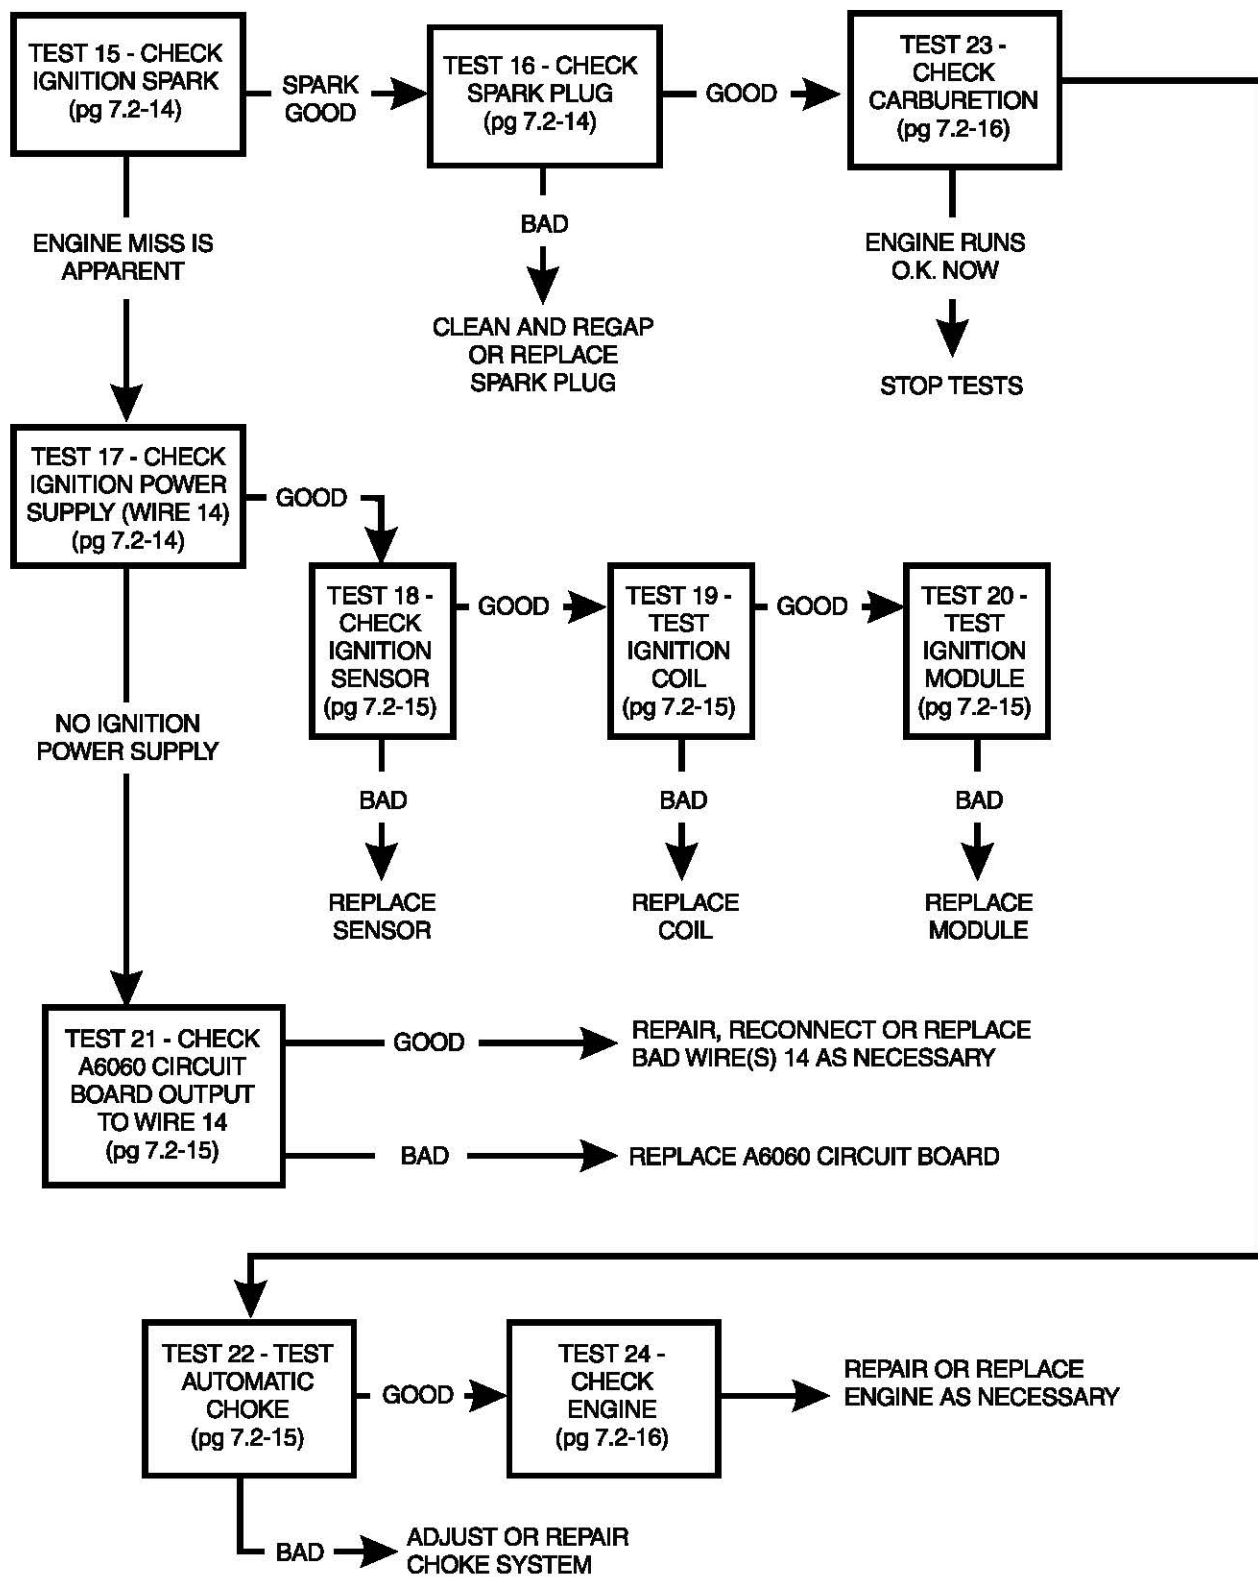 TEST 15 - CHECK
IGNITION SPARK
(pg 7.2-14)
SPARK
GOOD
TEST 16 - CHECK
SPARK PLUG
(pg 7.2-14)
GOOD
TEST 23 -
CHECK
CARBURETION
(pg 7.2-16)
ENGINE MISS IS
APPARENT
BAD
CLEAN AND REGAP
OR REPLACE
SPARK PLUG
ENGINE RUNS
O.K. NOW
STOP TESTS
TEST 17 - CHECK
IGNITION POWER
SUPPLY (WIRE 14)
(pg 7.2-14)
GOOD
TEST 18 -
CHECK
IGNITION
SENSOR
(pg 7.2-15)
GOOD
TEST 19 -
TEST
IGNITION
COIL
(pg 7.2-15)
GOOD
TEST 20 -
TEST
IGNITION
MODULE
(pg 7.2-15)
NO IGNITION
POWER SUPPLY
BAD
REPLACE
SENSOR
BAD
REPLACE
COIL
BAD
REPLACE
MODULE
TEST 21 - CHECK
A6060 CIRCUIT
BOARD OUTPUT
TO WIRE 14
(pg 7.2-15)
GOOD
REPAIR, RECONNECT OR REPLACE
BAD WIRE(S) 14 AS NECESSARY
BAD
REPLACE A6060 CIRCUIT BOARD
TEST 22 - TEST
AUTOMATIC
CHOKE
(pg 7.2-15)
GOOD
TEST 24 -
CHECK
ENGINE
(pg 7.2-16)
REPAIR OR REPLACE
ENGINE AS NECESSARY
BAD
ADJUST OR REPAIR
CHOKE SYSTEM